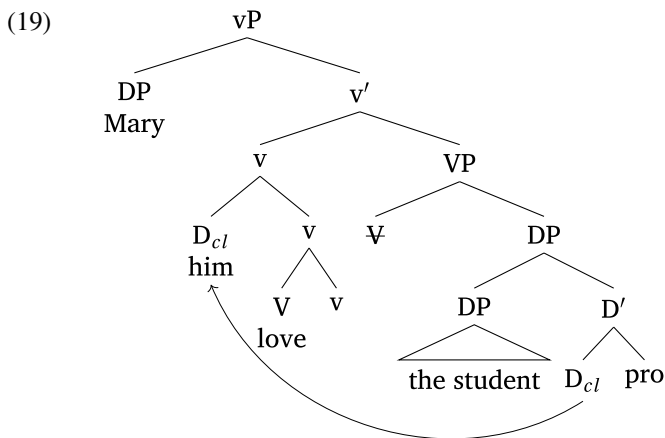 (19) vP
DP v′
Mary
v VP
D_cl v V̶ DP
him
V v DP D′
love
the student D_cl pro